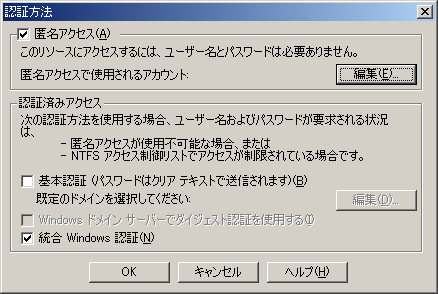 認証方法
匿名アクセス(A)
このリソースにアクセスするには、ユーザー名とパスワードは必要ありません。
匿名アクセスで使用されるアカウント:
編集(E)...
認証済みアクセス
次の認証方法を使用する場合、ユーザー名およびパスワードが要求される状況
は、
- 匿名アクセスが使用不可能な場合、または
- NTFS アクセス制御リストでアクセスが制限されている場合です。
基本認証 (パスワードはクリア テキストで送信されます)(B)
既定のドメインを選択してください:
編集(D)...
Windows ドメイン サーバーでダイジェスト認証を使用する(I)
統合 Windows 認証(N)
OK
キャンセル
ヘルプ(H)